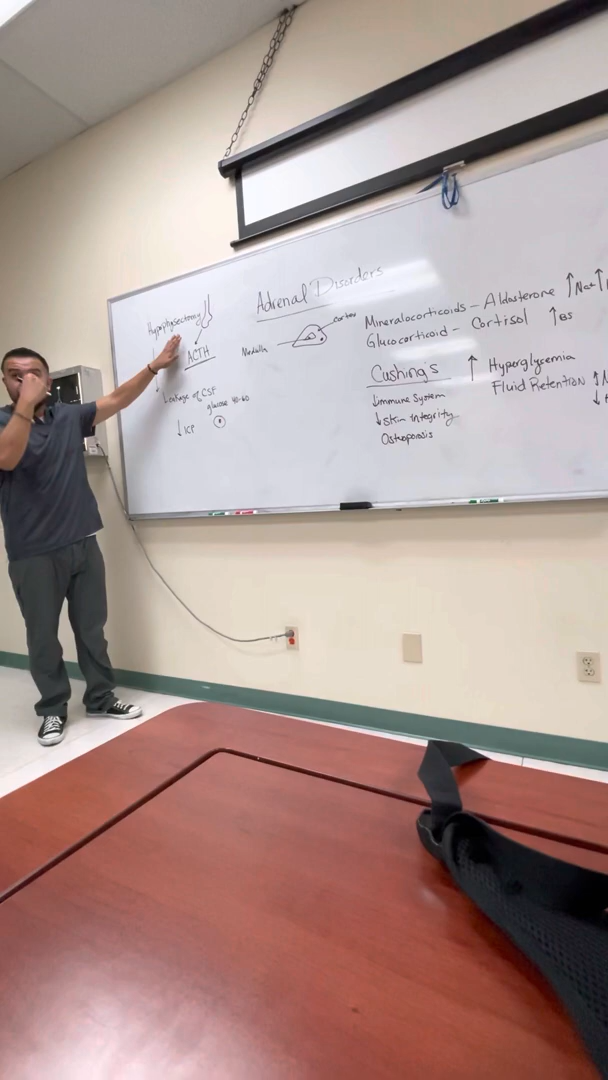 Adrenal Disorders
Hypophysectomy
ACTH
Leakage of CSF
glucose 40-60
↓ ICP
Cortex
Medulla
Mineralocorticoids - Aldosterone ↑Na+↑
Glucocorticoid - Cortisol ↑BS
Cushing's
↑ Hyperglycemia
Fluid Retention ↑
↓immune System
↓Skin integrity
Osteoporosis